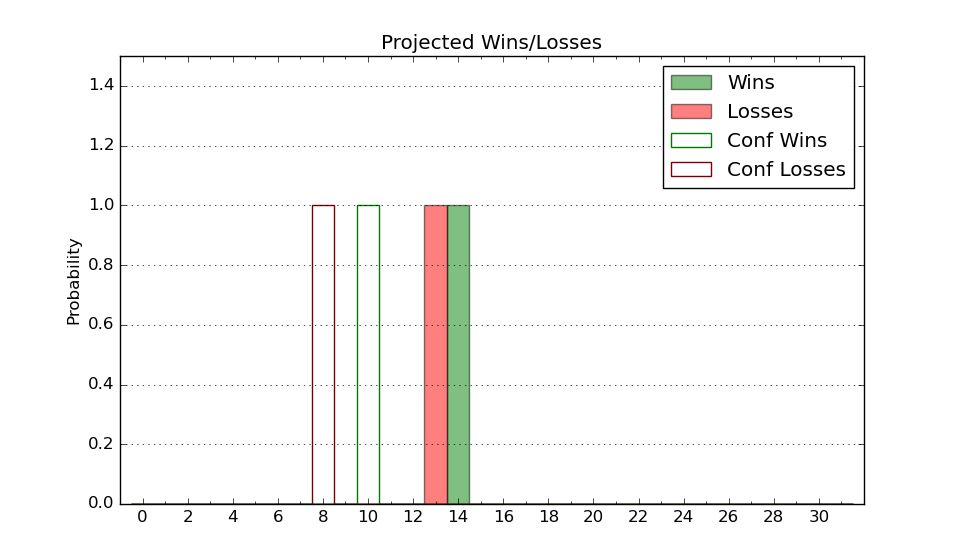 Projected Wins/Losses
1.4
1.2
1.0
0.8
0.6
0.4
0.2
0.0
Probability
Wins
Losses
Conf Wins
Conf Losses
0 2 4 6 8 10 12 14 16 18 20 22 24 26 28 30